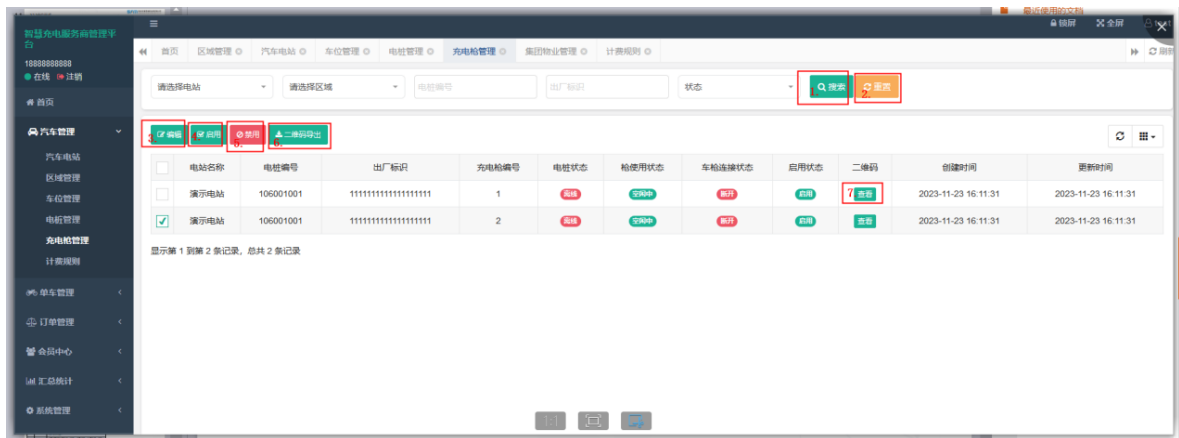 最近使用的文档
智慧充电服务商管理平
台
18888888888
在线 注销
首页
汽车管理
汽车电站
区域管理
车位管理
电桩管理
充电枪管理
计费规则
单车管理
订单管理
会员中心
汇总统计
系统管理
锁屏 全屏
首页 区域管理 汽车电站 车位管理 电桩管理 充电枪管理 集团物业管理 计费规则
请选择电站 请选择区域 电桩编号 出厂标识 状态 1. 搜索 2. 重置
3. 编辑 4. 启用 5. 禁用 6. 二维码导出
电站名称 电桩编号 出厂标识 充电枪编号 电桩状态 枪使用状态 车枪连接状态 启用状态 二维码 创建时间 更新时间
演示电站 106001001 1 离线 空闲中 断开 启用 7 查看 2023-11-23 16:11:31 2023-11-23 16:11:31
演示电站 106001001 2 离线 空闲中 断开 启用 查看 2023-11-23 16:11:31 2023-11-23 16:11:31
显示第 1 到第 2 条记录，总共 2 条记录
1:1